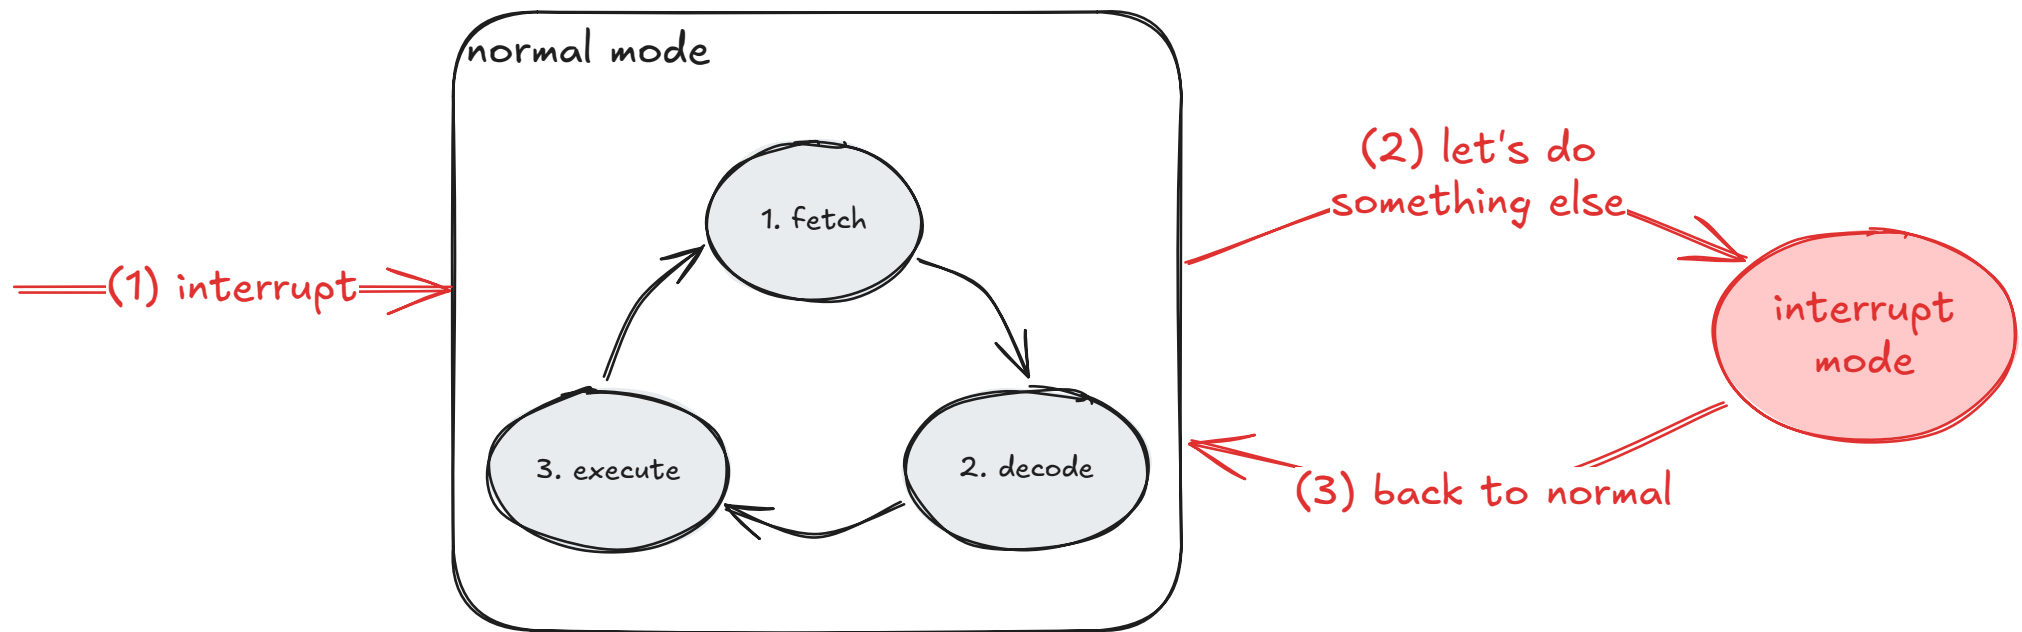 normal mode
1. fetch
(1) interrupt
3. execute
2. decode
(2) let's do
something else
interrupt
mode
(3) back to normal